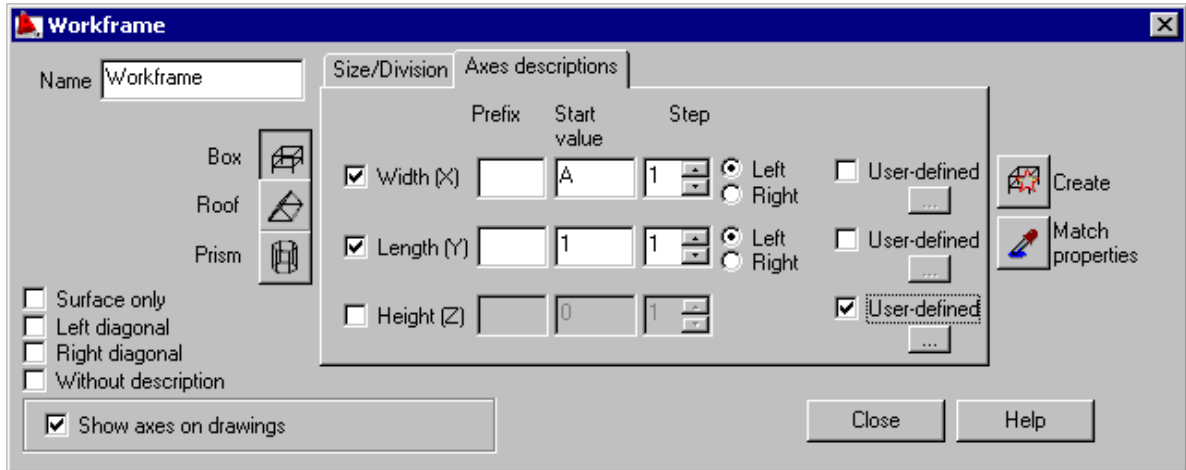 Workframe
Name Workframe
Size/Division Axes descriptions
Prefix Start value Step
Box
Roof
Prism
Width (X) A 1 Left Right User-defined ...
Length (Y) 1 1 Left Right User-defined ...
Height (Z) 0 1 User-defined ...
Create
Match properties
Surface only
Left diagonal
Right diagonal
Without description
Show axes on drawings
Close Help